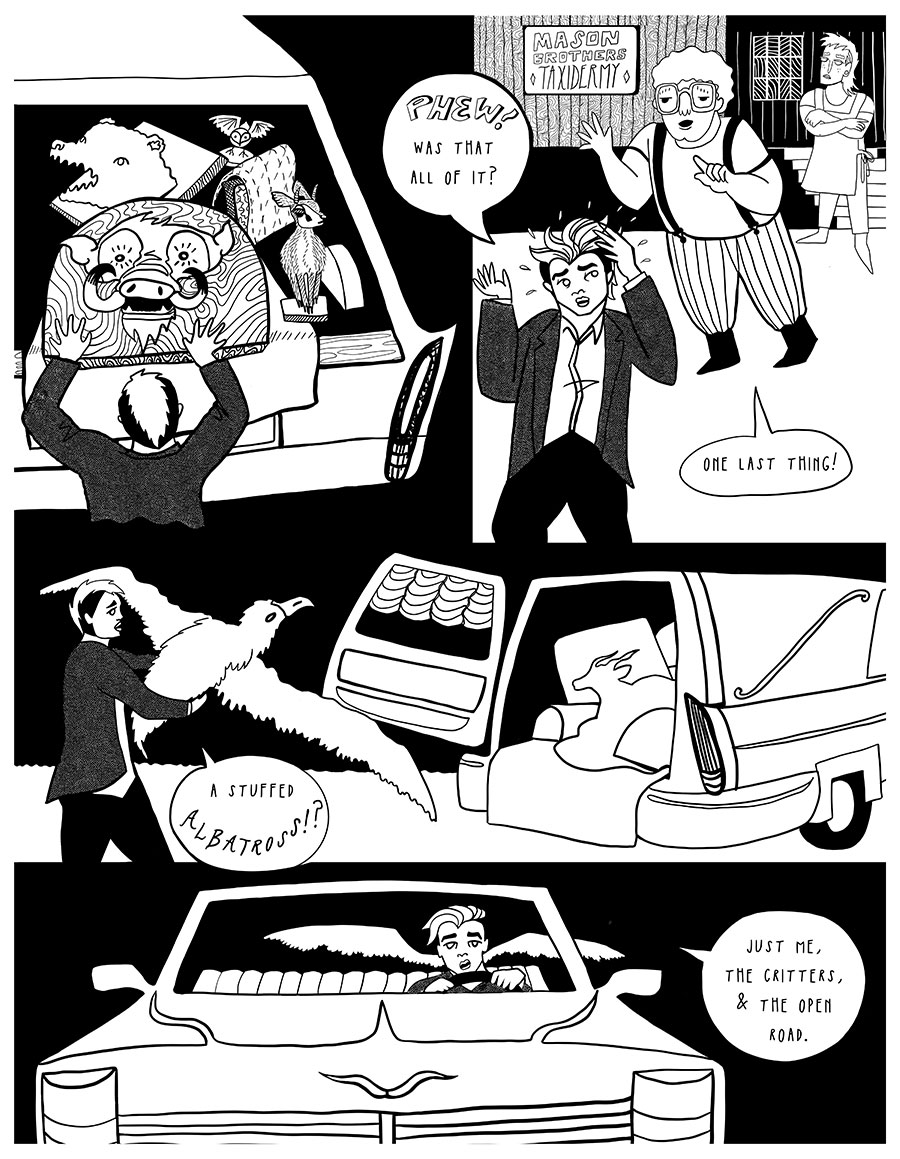 MASON
BROTHERS
TAXIDERMY
PHEW!
WAS THAT
ALL OF IT?
ONE LAST THING!
A STUFFED
ALBATROSS!?
JUST ME,
THE CRITTERS,
& THE OPEN
ROAD.